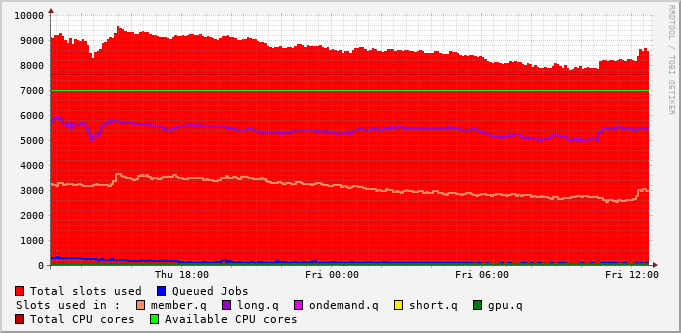 10000
9000
8000
7000
6000
5000
4000
3000
2000
1000
0
Thu 18:00 Fri 00:00 Fri 06:00 Fri 12:00
RRDTOOL / TOBI OETIKER
Total slots used Queued Jobs
Slots used in : member.q long.q ondemand.q short.q gpu.q
Total CPU cores Available CPU cores